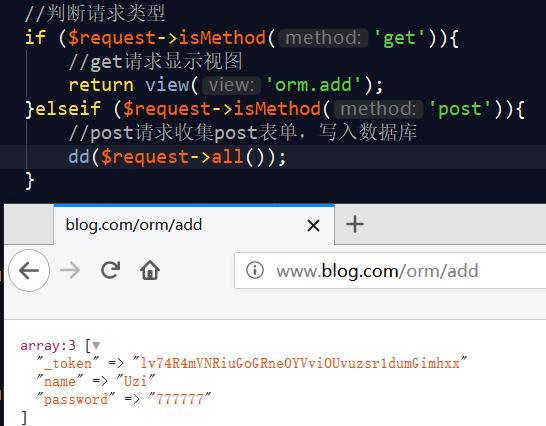 //判断请求类型
if ($request->isMethod( method: 'get')){
//get请求显示视图
return view( view: 'orm.add');
}elseif ($request->isMethod( method: 'post')){
//post请求收集post表单，写入数据库
dd($request->all());
}
blog.com/orm/add
www.blog.com/orm/add
array:3 [▼
"_token" => "lv74R4mVNRiuGoGRneOYVviOUvuzsr1dumGimhxx"
"name" => "Uzi"
"password" => "777777"
]